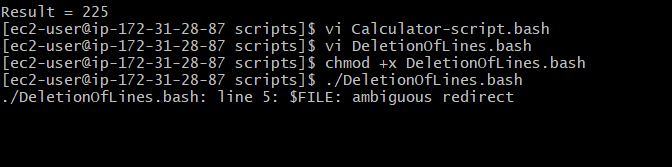 Result = 225
[ec2-user@ip-172-31-28-87 scripts]$ vi Calculator-script.bash
[ec2-user@ip-172-31-28-87 scripts]$ vi DeletionOfLines.bash
[ec2-user@ip-172-31-28-87 scripts]$ chmod +x DeletionOfLines.bash
[ec2-user@ip-172-31-28-87 scripts]$ ./DeletionOfLines.bash
./DeletionOfLines.bash: line 5: $FILE: ambiguous redirect